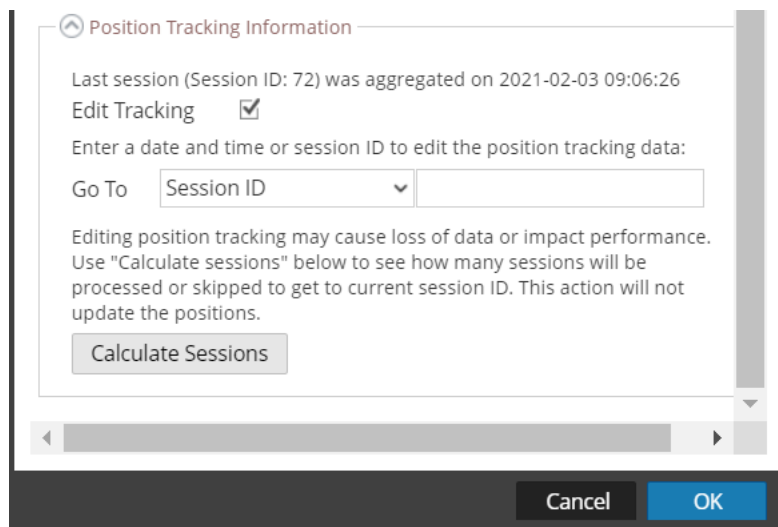 Position Tracking Information
Last session (Session ID: 72) was aggregated on 2021-02-03 09:06:26
Edit Tracking
Enter a date and time or session ID to edit the position tracking data:
Go To Session ID
Editing position tracking may cause loss of data or impact performance.
Use "Calculate sessions" below to see how many sessions will be
processed or skipped to get to current session ID. This action will not
update the positions.
Calculate Sessions
Cancel OK